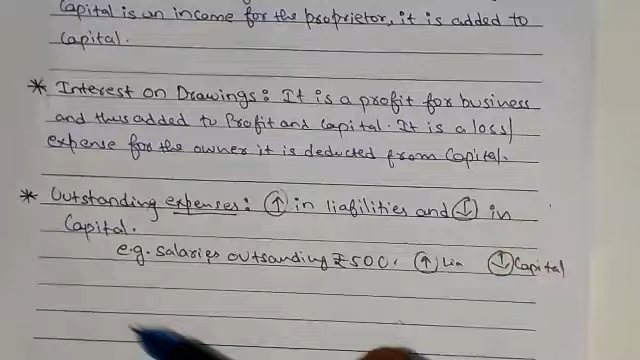 Capital is an income for the proprietor, it is added to
Capital.
* Interest on Drawings: It is a profit for business
and thus added to Profit and Capital. It is a loss/
expense for the owner it is deducted from Capital.
* Outstanding expenses: ↑ in liabilities and ↓ in
Capital.
e.g. Salaries outsanding ₹500. ↑ Lia ↓ Capital